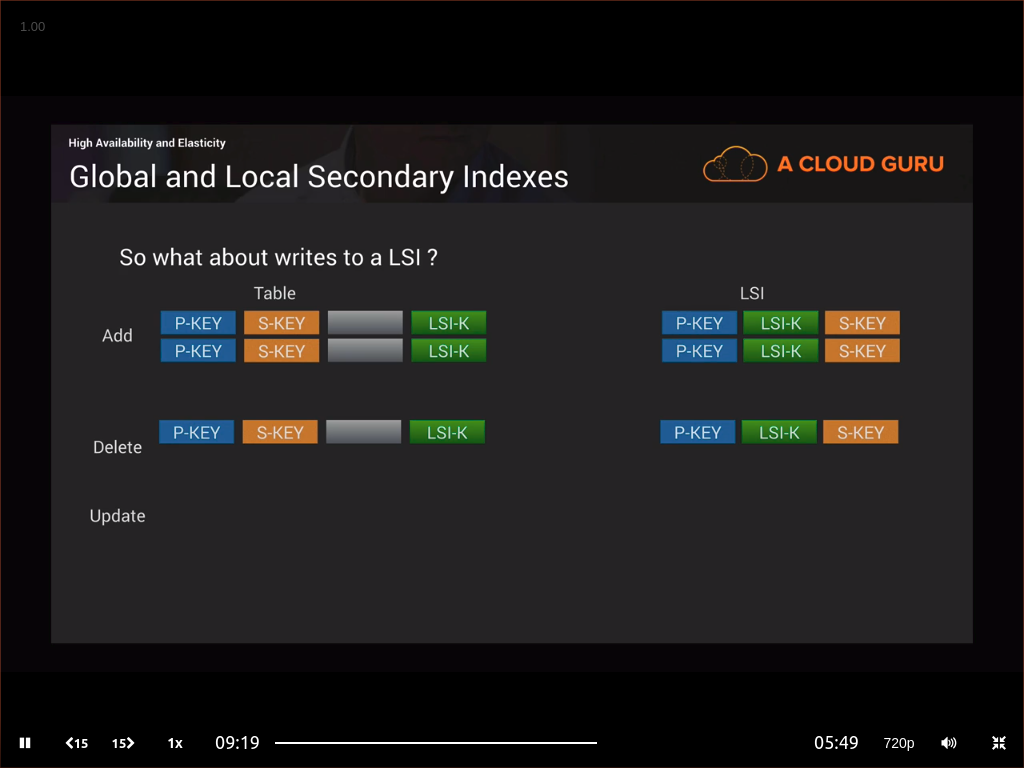 1.00
High Availability and Elasticity
Global and Local Secondary Indexes
A CLOUD GURU
So what about writes to a LSI ?
Table LSI
Add
P-KEY S-KEY LSI-K P-KEY LSI-K S-KEY
P-KEY S-KEY LSI-K P-KEY LSI-K S-KEY
Delete
P-KEY S-KEY LSI-K P-KEY LSI-K S-KEY
Update
15 15 1x 09:19 05:49 720p